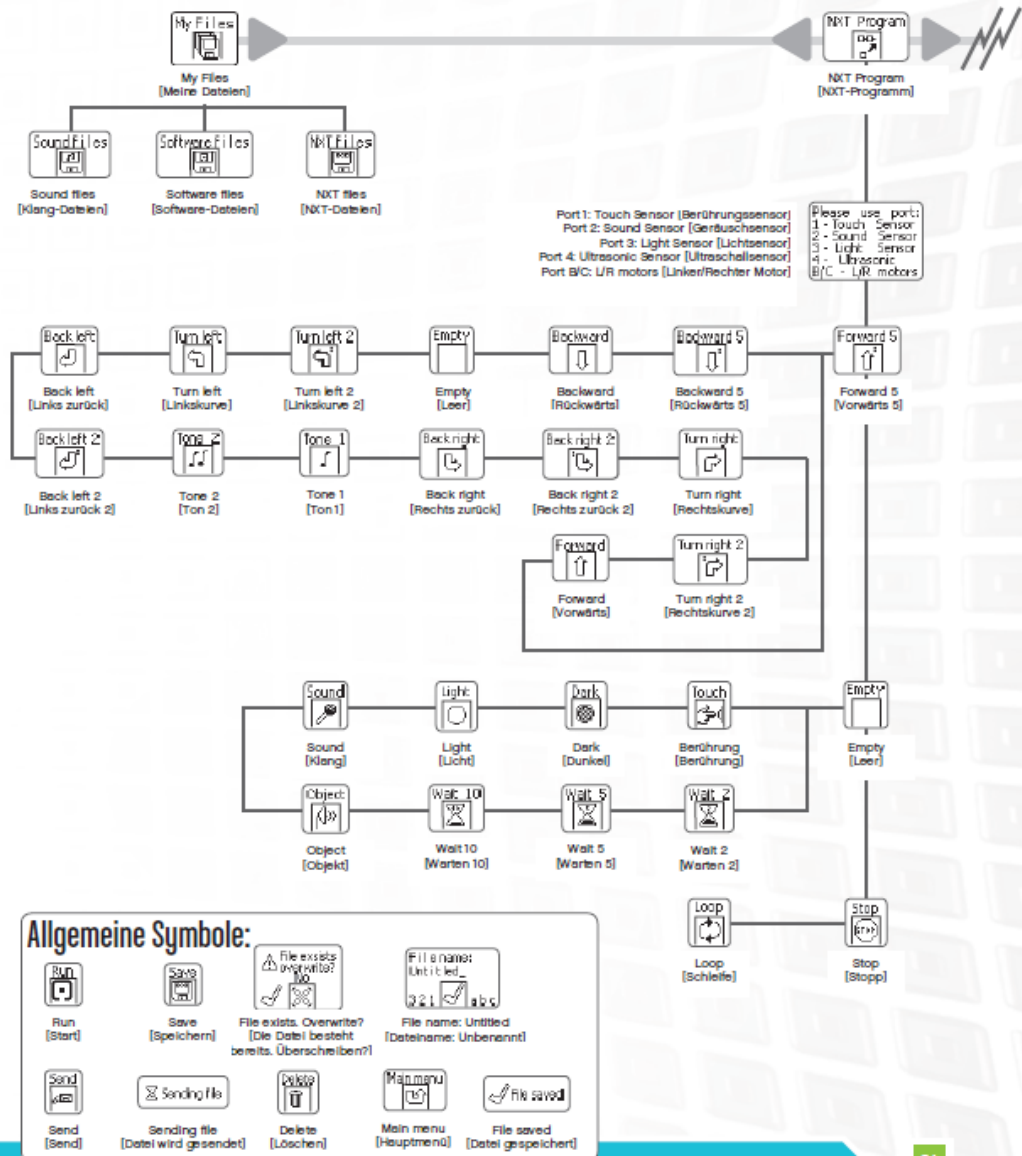 My Files
NXT Program
My Files
[Meine Dateien]
NXT Program
[NXT-Programm]
Soundfiles
Software files
NXT files
Sound files
[Klang-Dateien]
Software files
[Software-Dateien]
NXT files
[NXT-Dateien]
Port 1: Touch Sensor [Berührungssensor]
Port 2: Sound Sensor [Geräuschsensor]
Port 3: Light Sensor [Lichtsensor]
Port 4: Ultrasonic Sensor [Ultraschallsensor]
Port B/C: L/R motors [Linker/Rechter Motor]
Please use port:
1 - Touch Sensor
2 - Sound Sensor
3 - Light Sensor
4 - Ultrasonic
B/C - L/R motors
Back left
Turn left
Turn left 2
Empty
Backward
Backward 5
Forward 5
Back left
[Links zurück]
Turn left
[Linkskurve]
Turn left 2
[Linkskurve 2]
Empty
[Leer]
Backward
[Rückwärts]
Backward 5
[Rückwärts 5]
Forward 5
[Vorwärts 5]
Back left 2
Tone 2
Tone 1
Back right
Back right 2
Turn right
Back left 2
[Links zurück 2]
Tone 2
[Ton 2]
Tone 1
[Ton 1]
Back right
[Rechts zurück]
Back right 2
[Rechts zurück 2]
Turn right
[Rechtskurve]
Forward
Turn right 2
Forward
[Vorwärts]
Turn right 2
[Rechtskurve 2]
Sound
Light
Dark
Touch
Empty
Sound
[Klang]
Light
[Licht]
Dark
[Dunkel]
Berührung
[Berührung]
Empty
[Leer]
Object
Wait 10
Wait 5
Wait 2
Object
[Objekt]
Wait 10
[Warten 10]
Wait 5
[Warten 5]
Wait 2
[Warten 2]
Loop
Stop
STOP
Loop
[Schleife]
Stop
[Stopp]
Allgemeine Symbole:
Run
Save
File exsists
overwrite?
No
File name:
Untitled_
321 abc
Run
[Start]
Save
[Speichern]
File exists. Overwrite?
[Die Datei besteht
bereits. Überschreiben?]
File name: Untitled
[Dateiname: Unbenannt]
Send
Sending file
Delete
Main menu
File saved
Send
[Send]
Sending file
[Datei wird gesendet]
Delete
[Löschen]
Main menu
[Hauptmenü]
File saved
[Datei gespeichert]